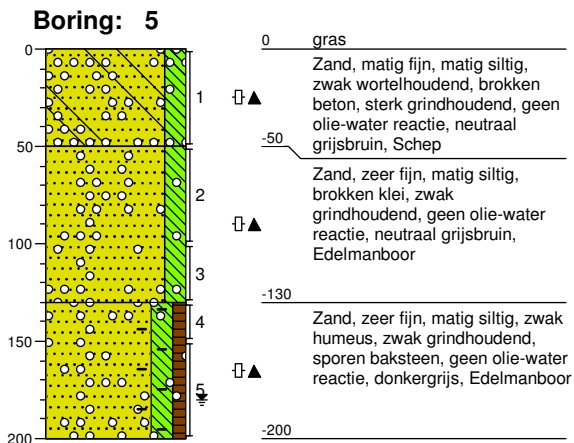 Boring: 5
0
50
100
150
200
1
2
3
4
5
0 gras
Zand, matig fijn, matig siltig,
zwak wortelhoudend, brokken
beton, sterk grindhoudend, geen
olie-water reactie, neutraal
grijsbruin, Schep
-50
Zand, zeer fijn, matig siltig,
brokken klei, zwak
grindhoudend, geen olie-water
reactie, neutraal grijsbruin,
Edelmanboor
-130
Zand, zeer fijn, matig siltig, zwak
humeus, zwak grindhoudend,
sporen baksteen, geen olie-water
reactie, donkergrijs, Edelmanboor
-200